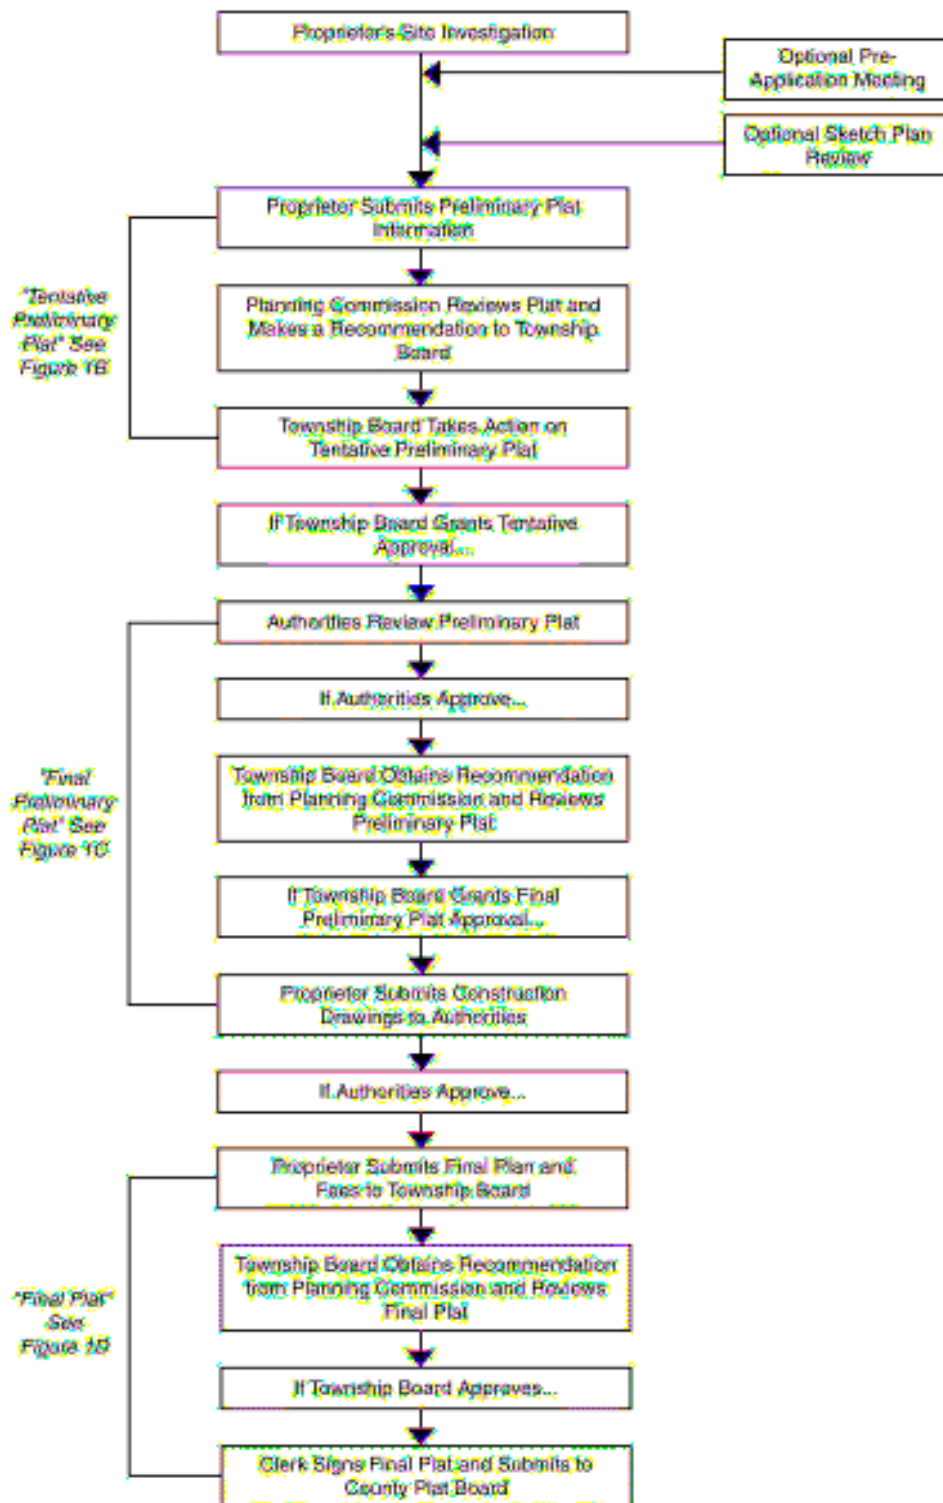 Proprietor's Site Investigation
Optional Pre-
Application Meeting
Optional Sketch Plan
Review
Proprietor Submits Preliminary Plat
Information
"Tentative
Preliminary
Plat" See
Figure 1B
Planning Commission Reviews Plat and
Makes a Recommendation to Township
Board
Township Board Takes Action on
Tentative Preliminary Plat
If Township Board Grants Tentative
Approval...
Authorities Review Preliminary Plat
If Authorities Approve...
"Final
Preliminary
Plat" See
Figure 1C
Township Board Obtains Recommendation
from Planning Commission and Reviews
Preliminary Plat
If Township Board Grants Final
Preliminary Plat Approval...
Proprietor Submits Construction
Drawings to Authorities
If Authorities Approve...
Proprietor Submits Final Plan and
Fees to Township Board
"Final Plat"
See
Figure 1D
Township Board Obtains Recommendation
from Planning Commission and Reviews
Final Plat
If Township Board Approves...
Clerk Signs Final Plat and Submits to
County Plat Board